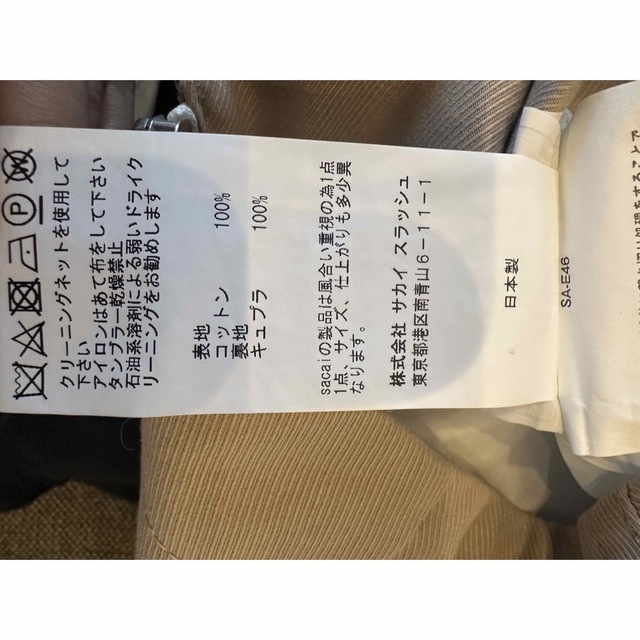 クリーニングネットを使用して
下さい
アイロンはあて布をして下さい
タンブラー乾燥禁止
石油系溶剤による弱いドライク
リーニングをお勧めします
表地
コットン 100%
裏地
キュプラ 100%
sacaiの製品は風合い重視の為1点
1点、サイズ、仕上がりも多少異
なります。
株式会社 サカイ スラッシュ
東京都港区南青山6-11-1
日本製
SA-E46